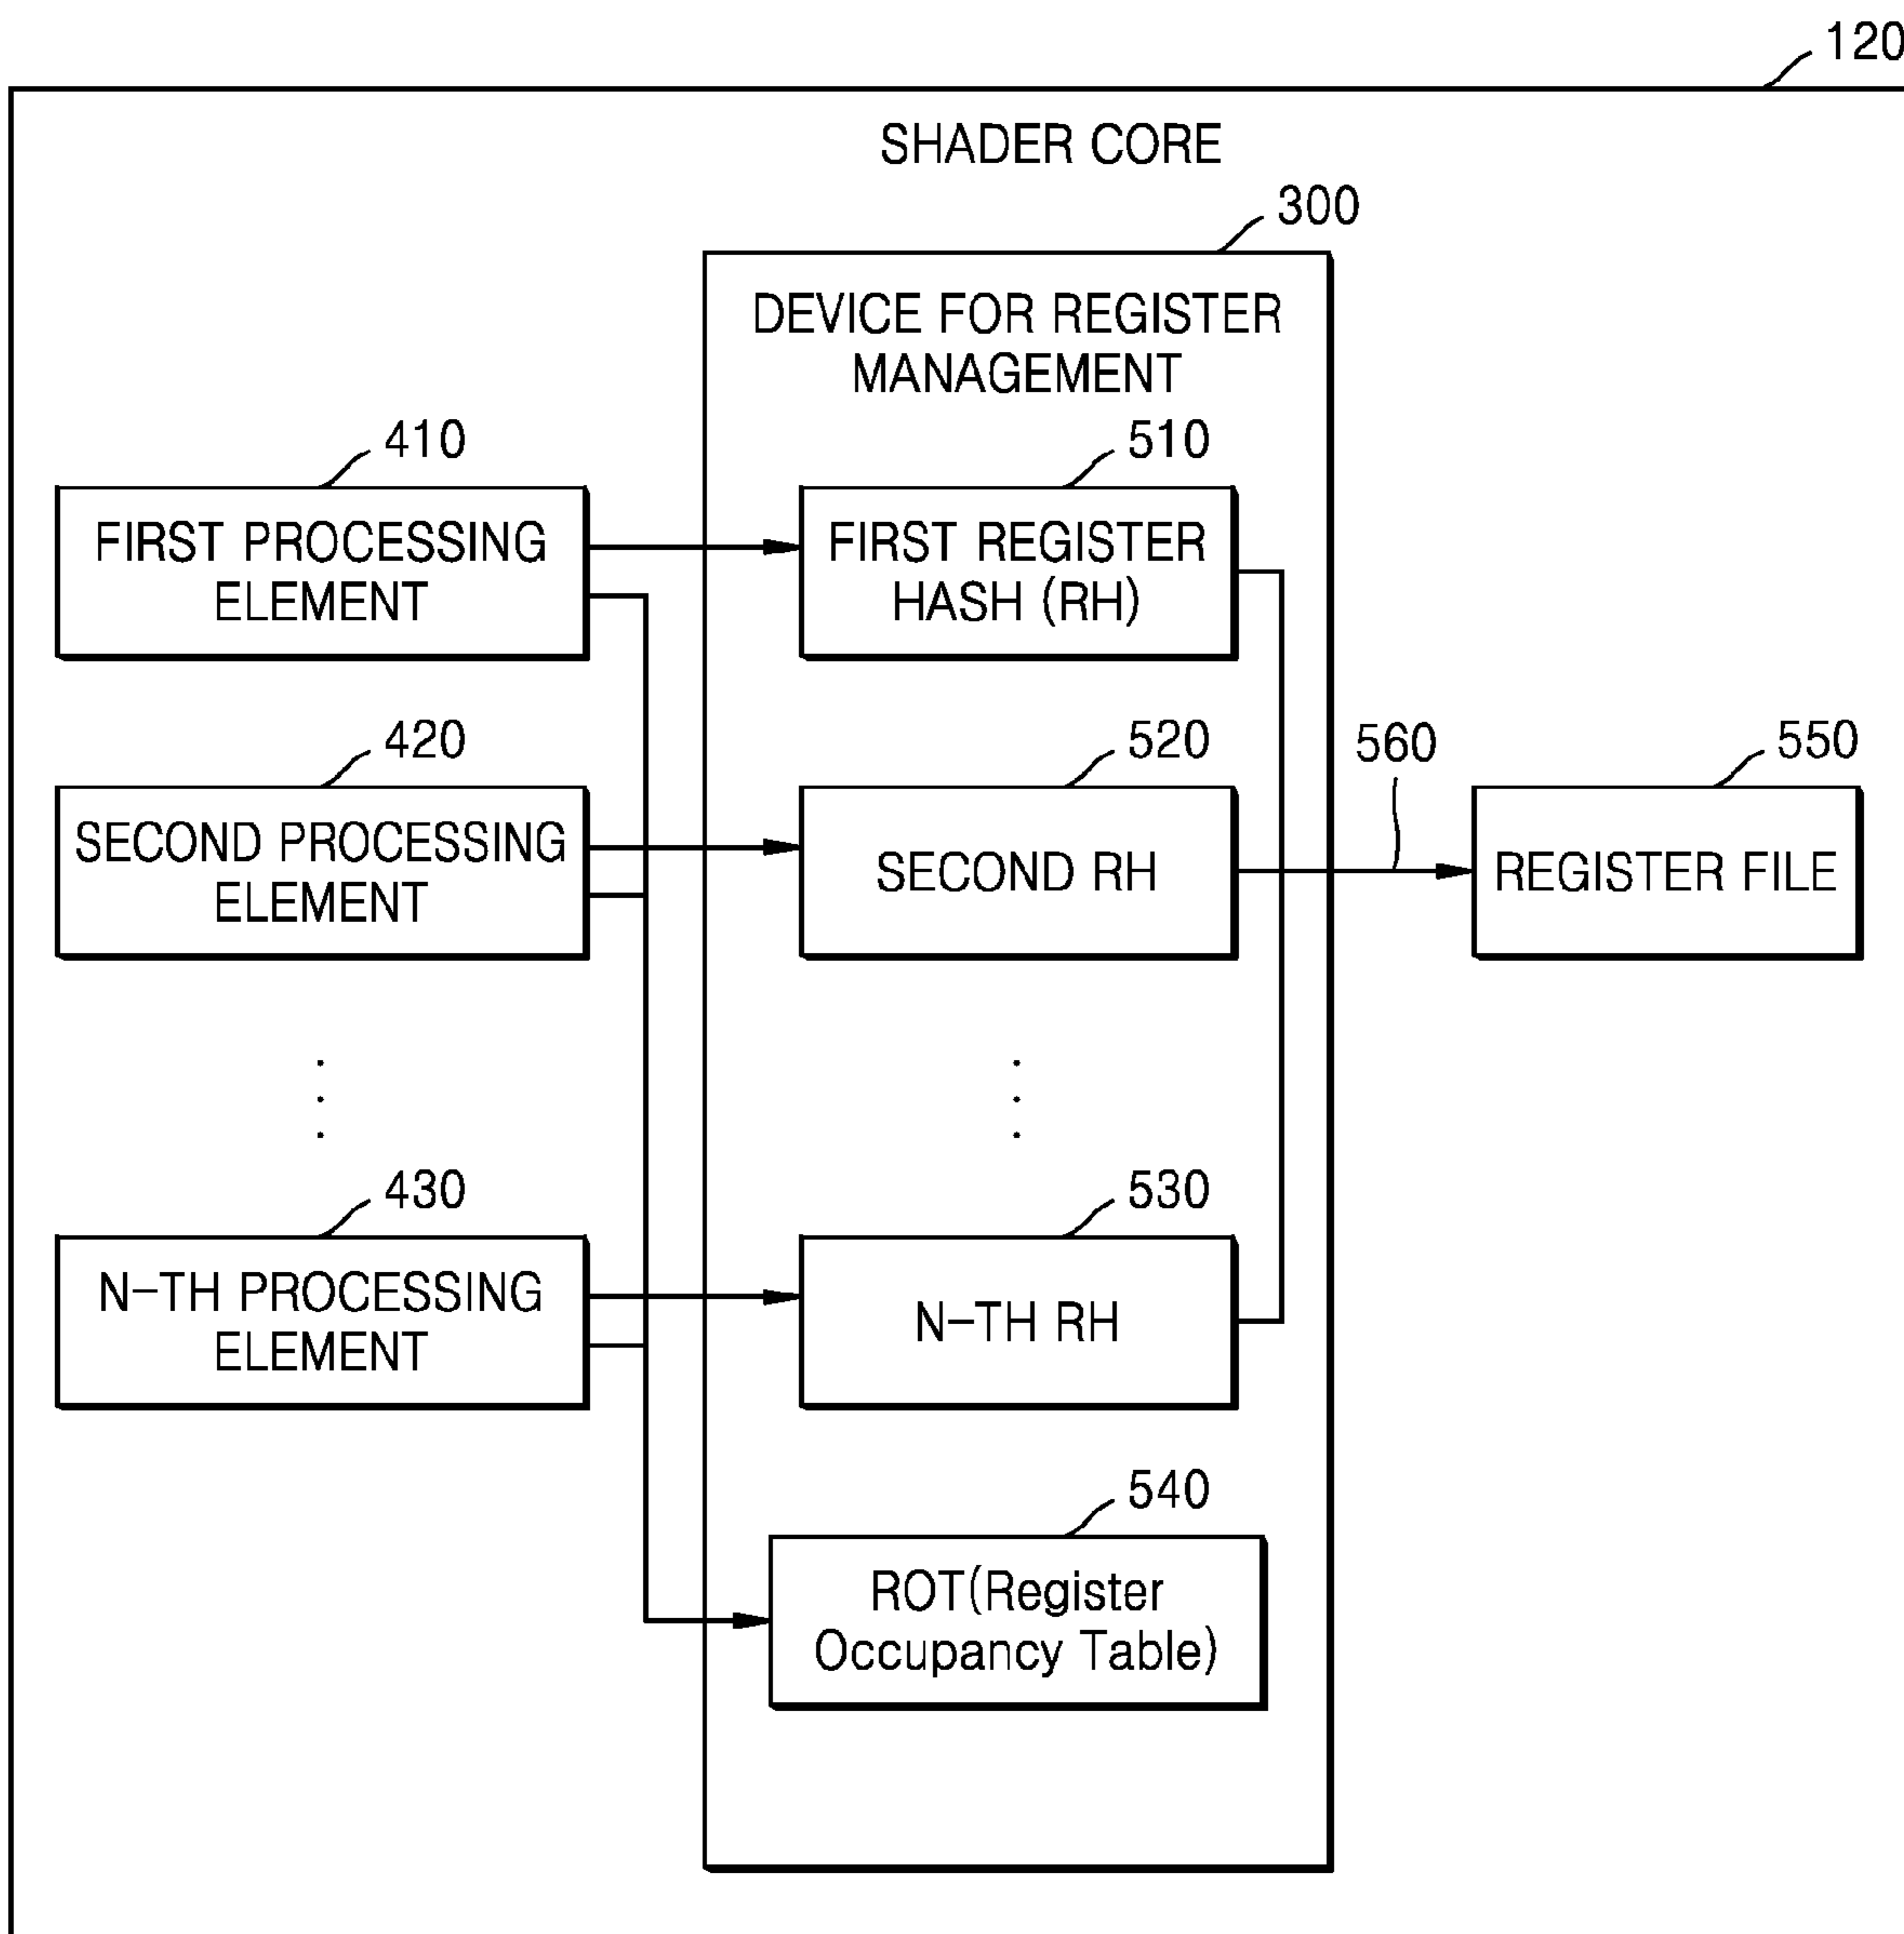 120
SHADER CORE
300
DEVICE FOR REGISTER
MANAGEMENT
410
510
FIRST PROCESSING
ELEMENT
FIRST REGISTER
HASH (RH)
420
520
560
550
SECOND PROCESSING
ELEMENT
SECOND RH
REGISTER FILE
430
530
N-TH PROCESSING
ELEMENT
N-TH RH
540
ROT(Register
Occupancy Table)